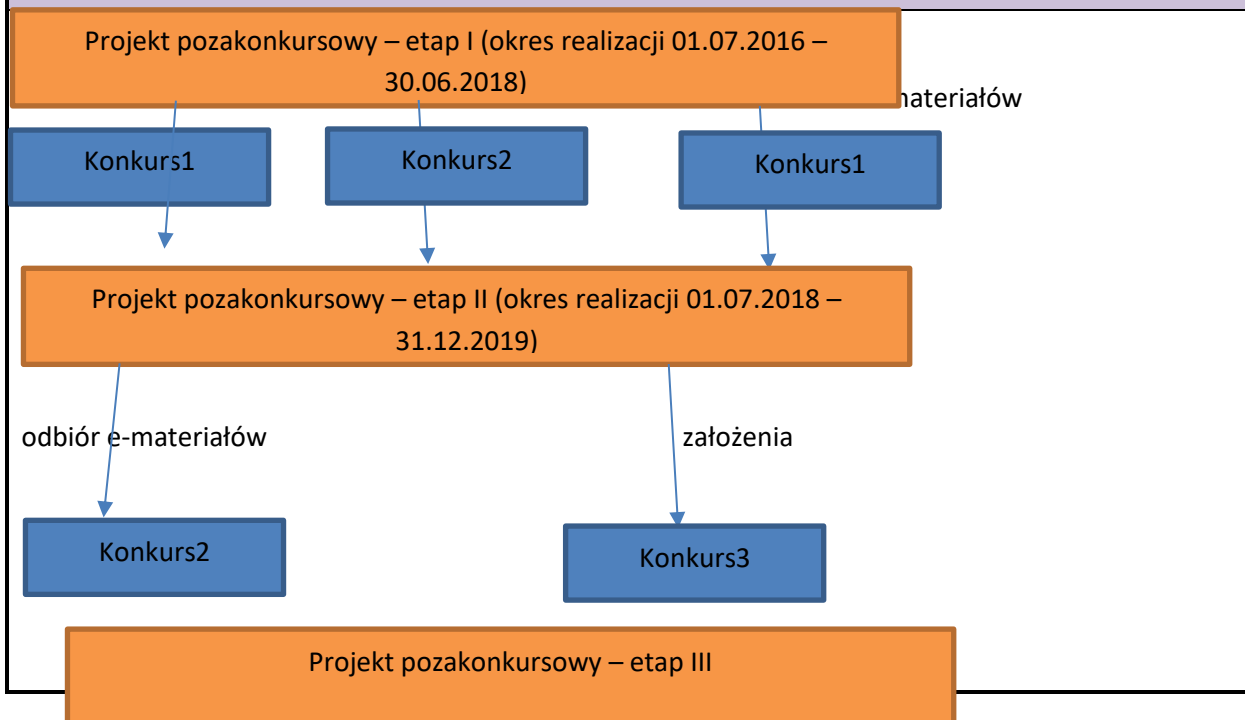 Projekt pozakonkursowy – etap I (okres realizacji 01.07.2016 –
30.06.2018)
ateriałów
Konkurs1
Konkurs2
Konkurs1
Projekt pozakonkursowy – etap II (okres realizacji 01.07.2018 –
31.12.2019)
odbiór e-materiałów
założenia
Konkurs2
Konkurs3
Projekt pozakonkursowy – etap III